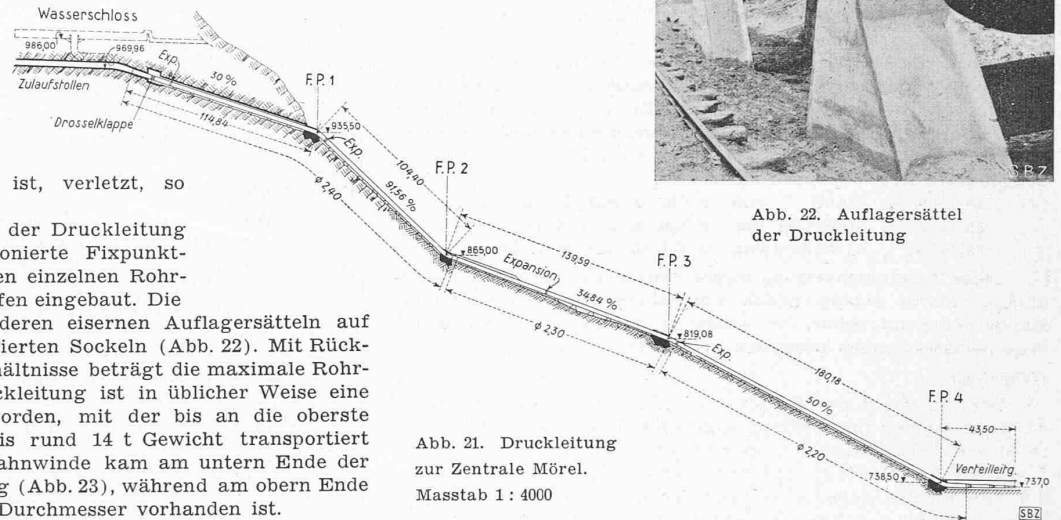 Wasserschloss
986,00
969,96
Zulaufstollen
Drosselklappe
Exp.
30%
114,84
F.P. 1
935,50
Exp.
104,40
91,56 %
ϕ 2,40
F.P. 2
865,00
Expansion
139,59
34,84 %
ϕ 2,30
F.P. 3
819,08
Exp.
180,18
50%
ϕ 2,20
F.P. 4
43,50
Verteilleitg.
738,50
737,0
SBZ
SBZ
Abb. 22. Auflagersättel
der Druckleitung
ist, verletzt, so
der Druckleitung
onierte Fixpunkt-
en einzelnen Rohr-
fen eingebaut. Die
deren eisernen Auflagersätteln auf
ierten Sockeln (Abb. 22). Mit Rück-
hältnisse beträgt die maximale Rohr-
ckleitung ist in üblicher Weise eine
orden, mit der bis an die oberste
is rund 14 t Gewicht transportiert
ahnwinde kam am untern Ende der
g (Abb. 23), während am obern Ende
Durchmesser vorhanden ist.
Abb. 21. Druckleitung
zur Zentrale Mörel.
Masstab 1 : 4000